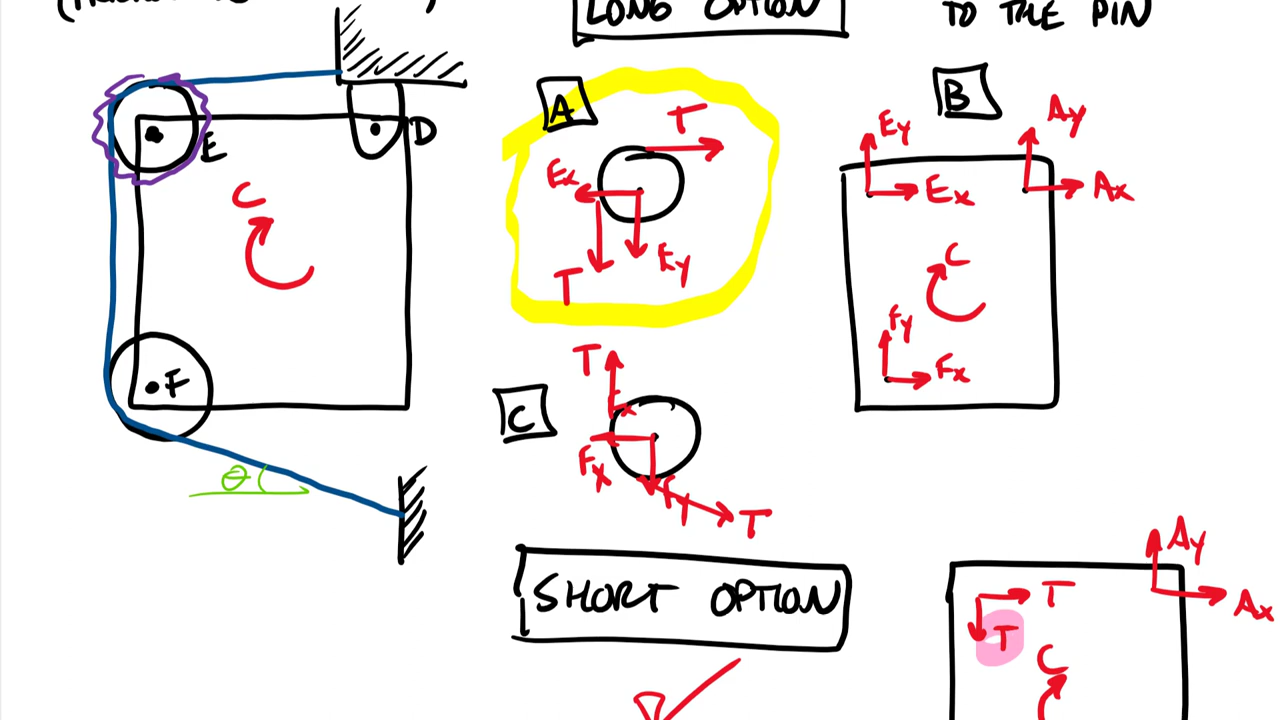 LONG OPTION
TO THE PIN
A
B
T
Ey
Ay
E
D
Ex
Ex
Ax
C
C
T
Ey
Fy
T
Fx
F
C
Ex
Fx
Fy
T
θ
SHORT OPTION
Ay
T
Ax
T
C